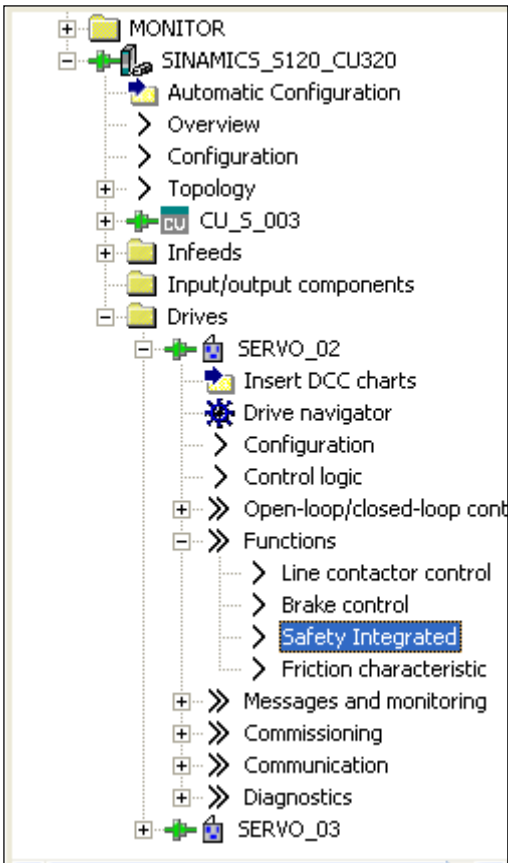 MONITOR
SINAMICS_S120_CU320
Automatic Configuration
Overview
Configuration
Topology
CU CU_S_003
Infeeds
Input/output components
Drives
SERVO_02
Insert DCC charts
Drive navigator
Configuration
Control logic
Open-loop/closed-loop cont
Functions
Line contactor control
Brake control
Safety Integrated
Friction characteristic
Messages and monitoring
Commissioning
Communication
Diagnostics
SERVO_03